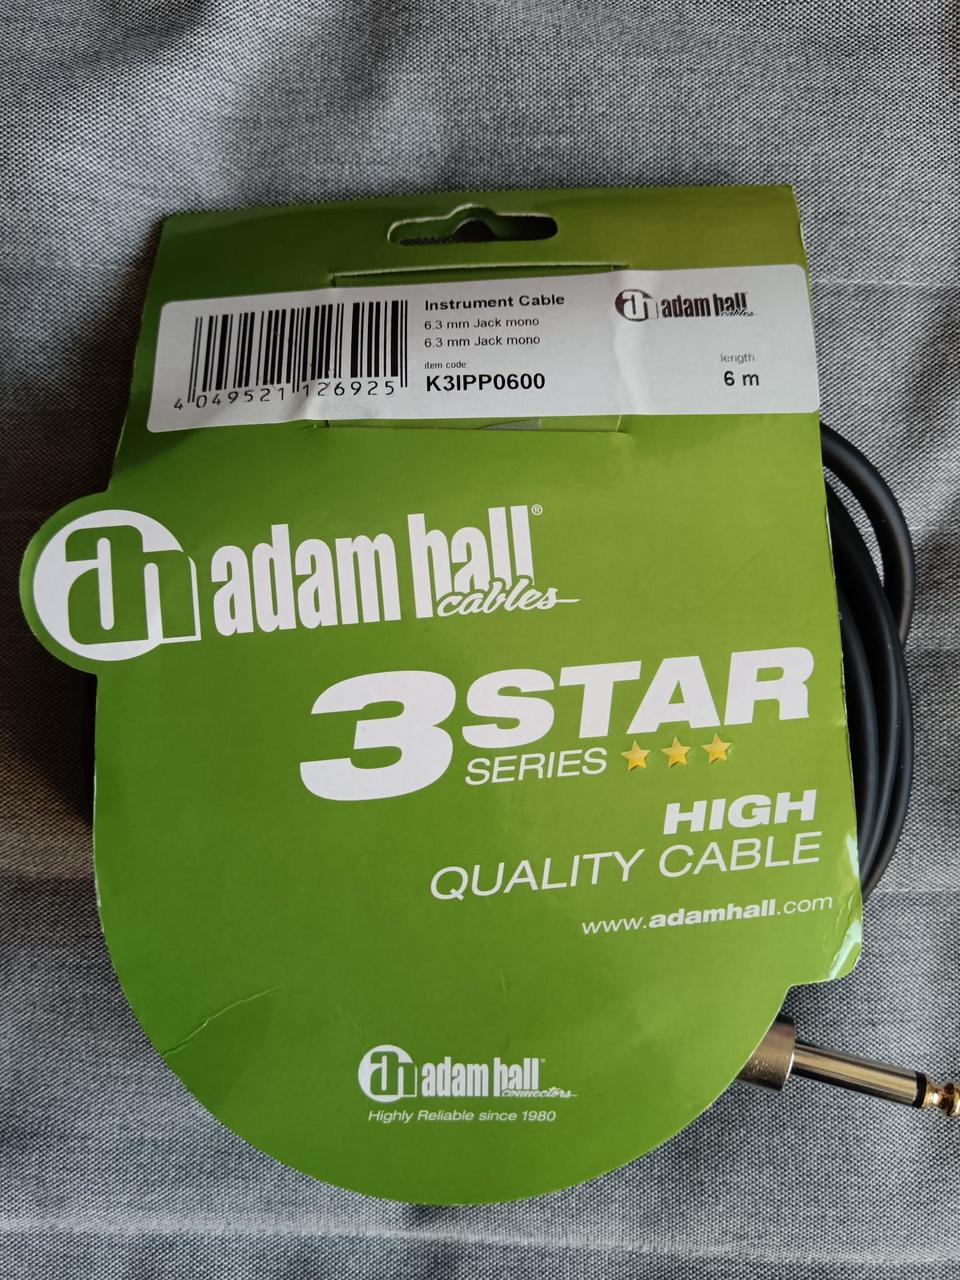 Instrument Cable
6.3 mm Jack mono
6.3 mm Jack mono
item code:
K3IPP0600
adam hall
cables
length
6 m
4 049521 126925
adam hall®
cables
3 STAR
SERIES
HIGH
QUALITY CABLE
www.adamhall.com
adam hall®
connectors
Highly Reliable since 1980